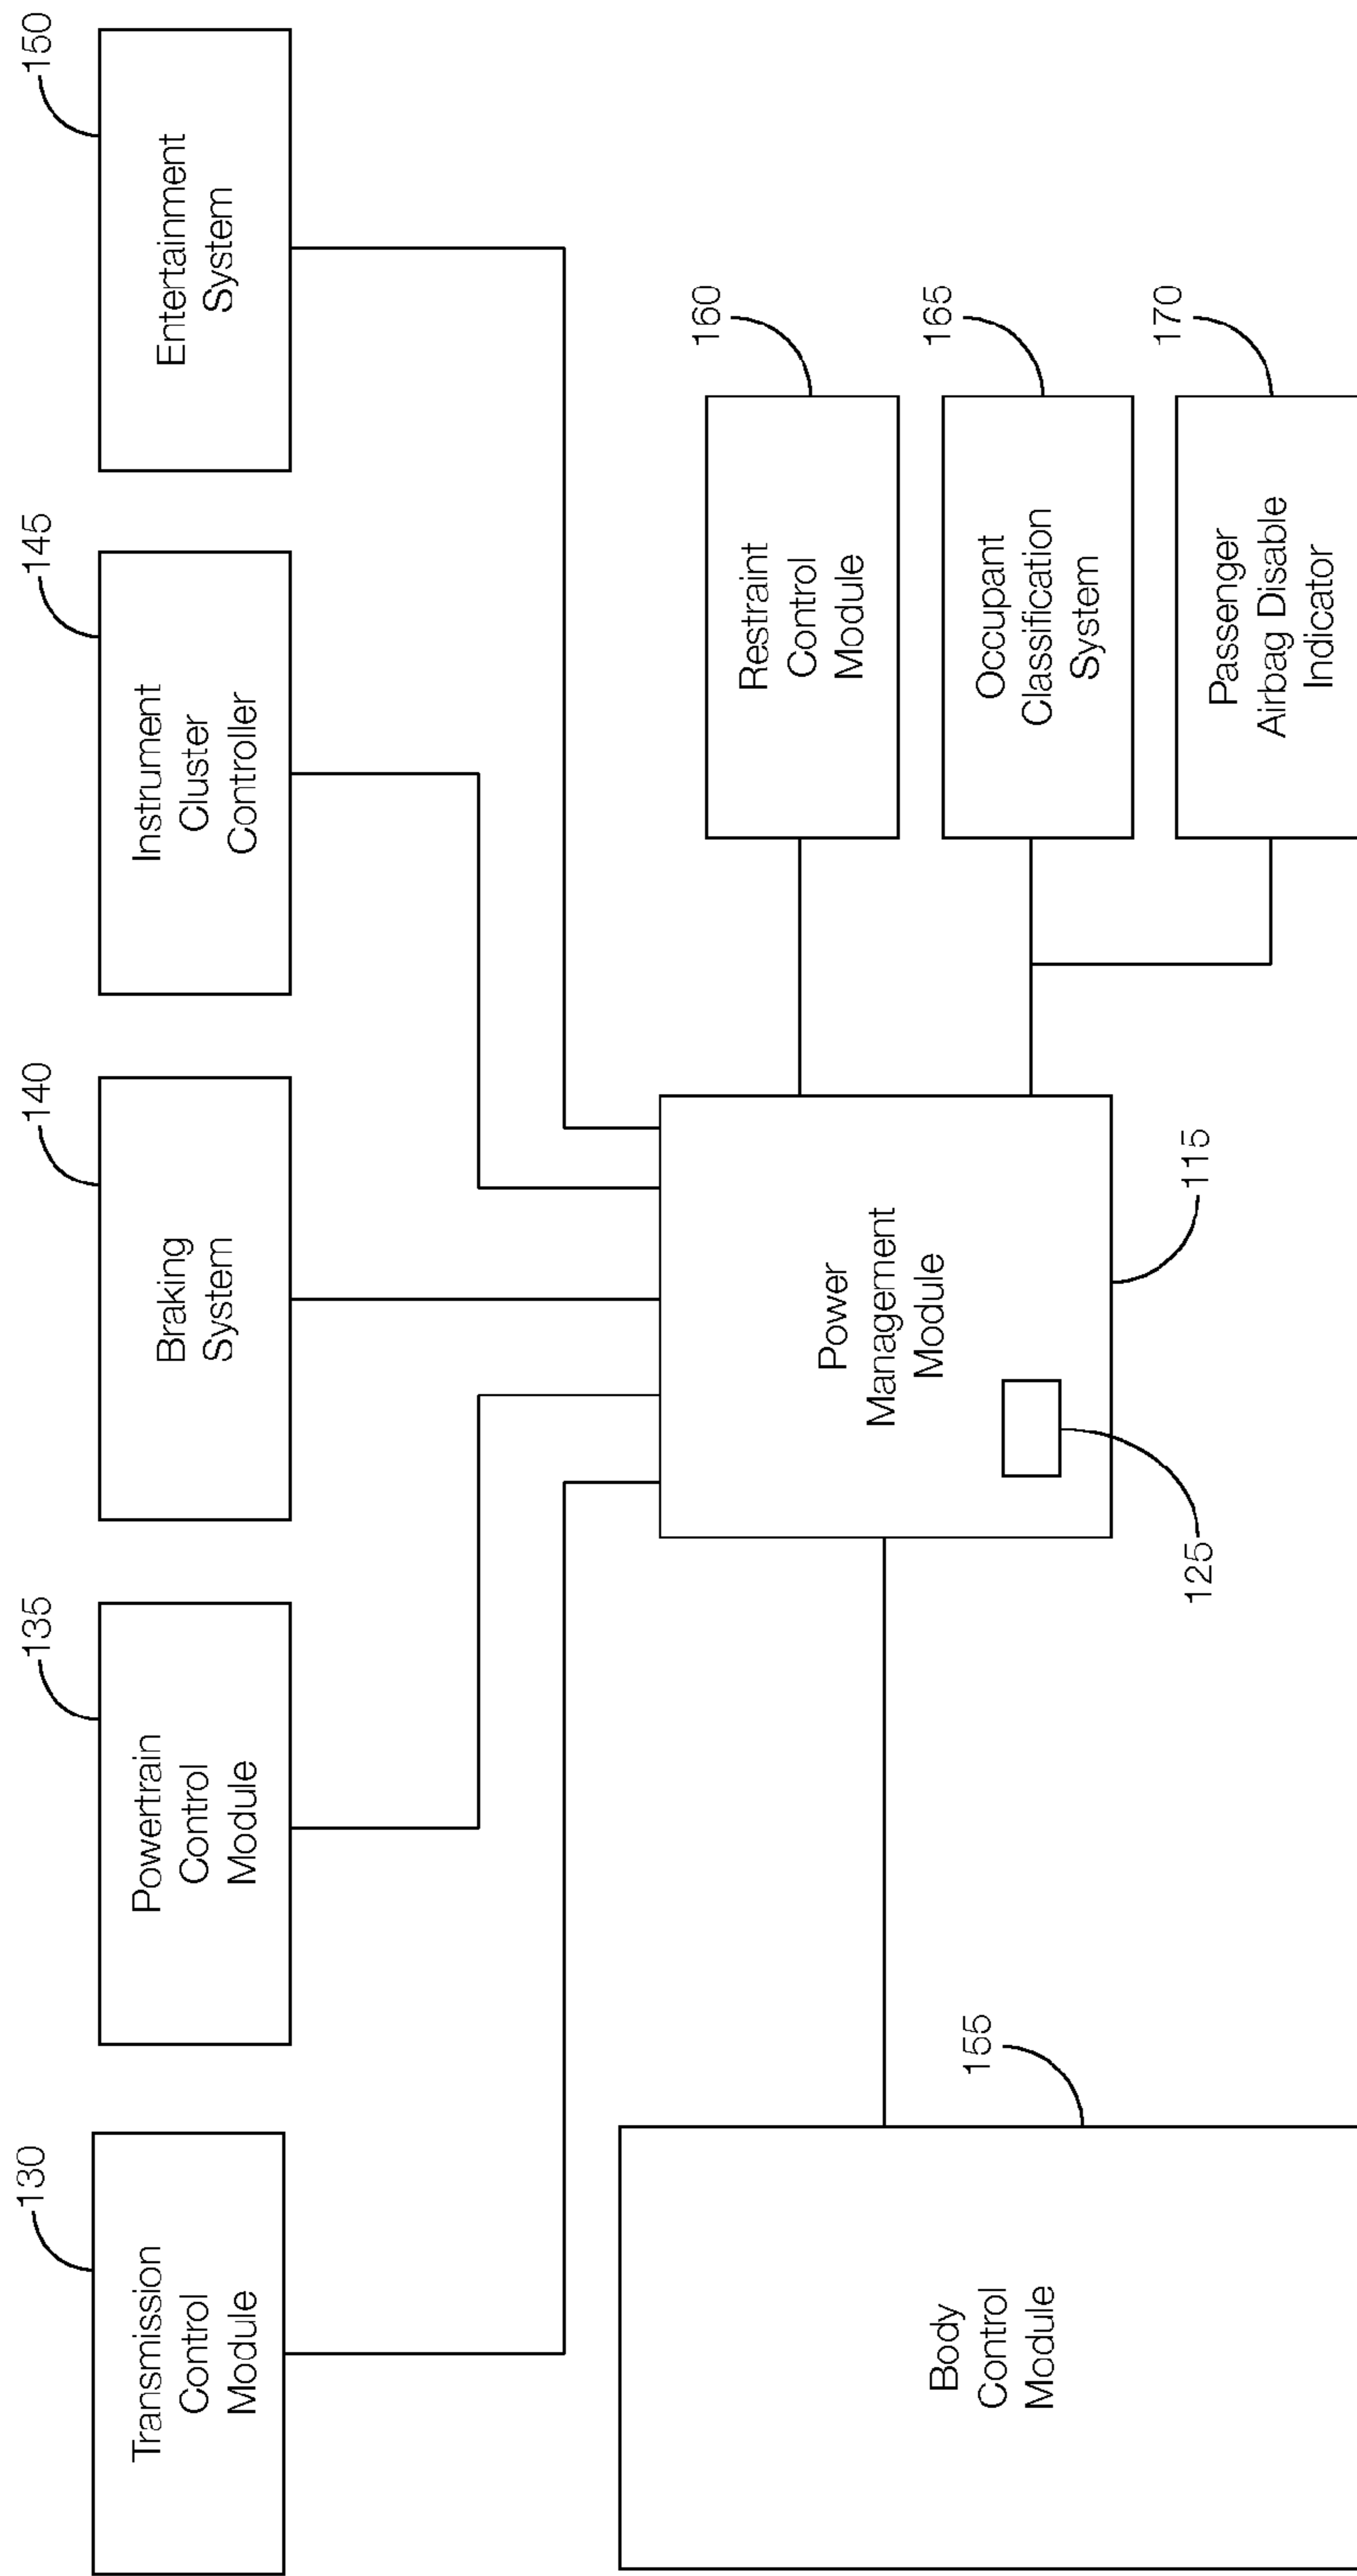 130
Transmission
Control
Module
135
Powertrain
Control
Module
140
Braking
System
145
Instrument
Cluster
Controller
150
Entertainment
System
155
Body
Control
Module
Power
Management
Module
125
115
160
Restraint
Control
Module
165
Occupant
Classification
System
170
Passenger
Airbag Disable
Indicator